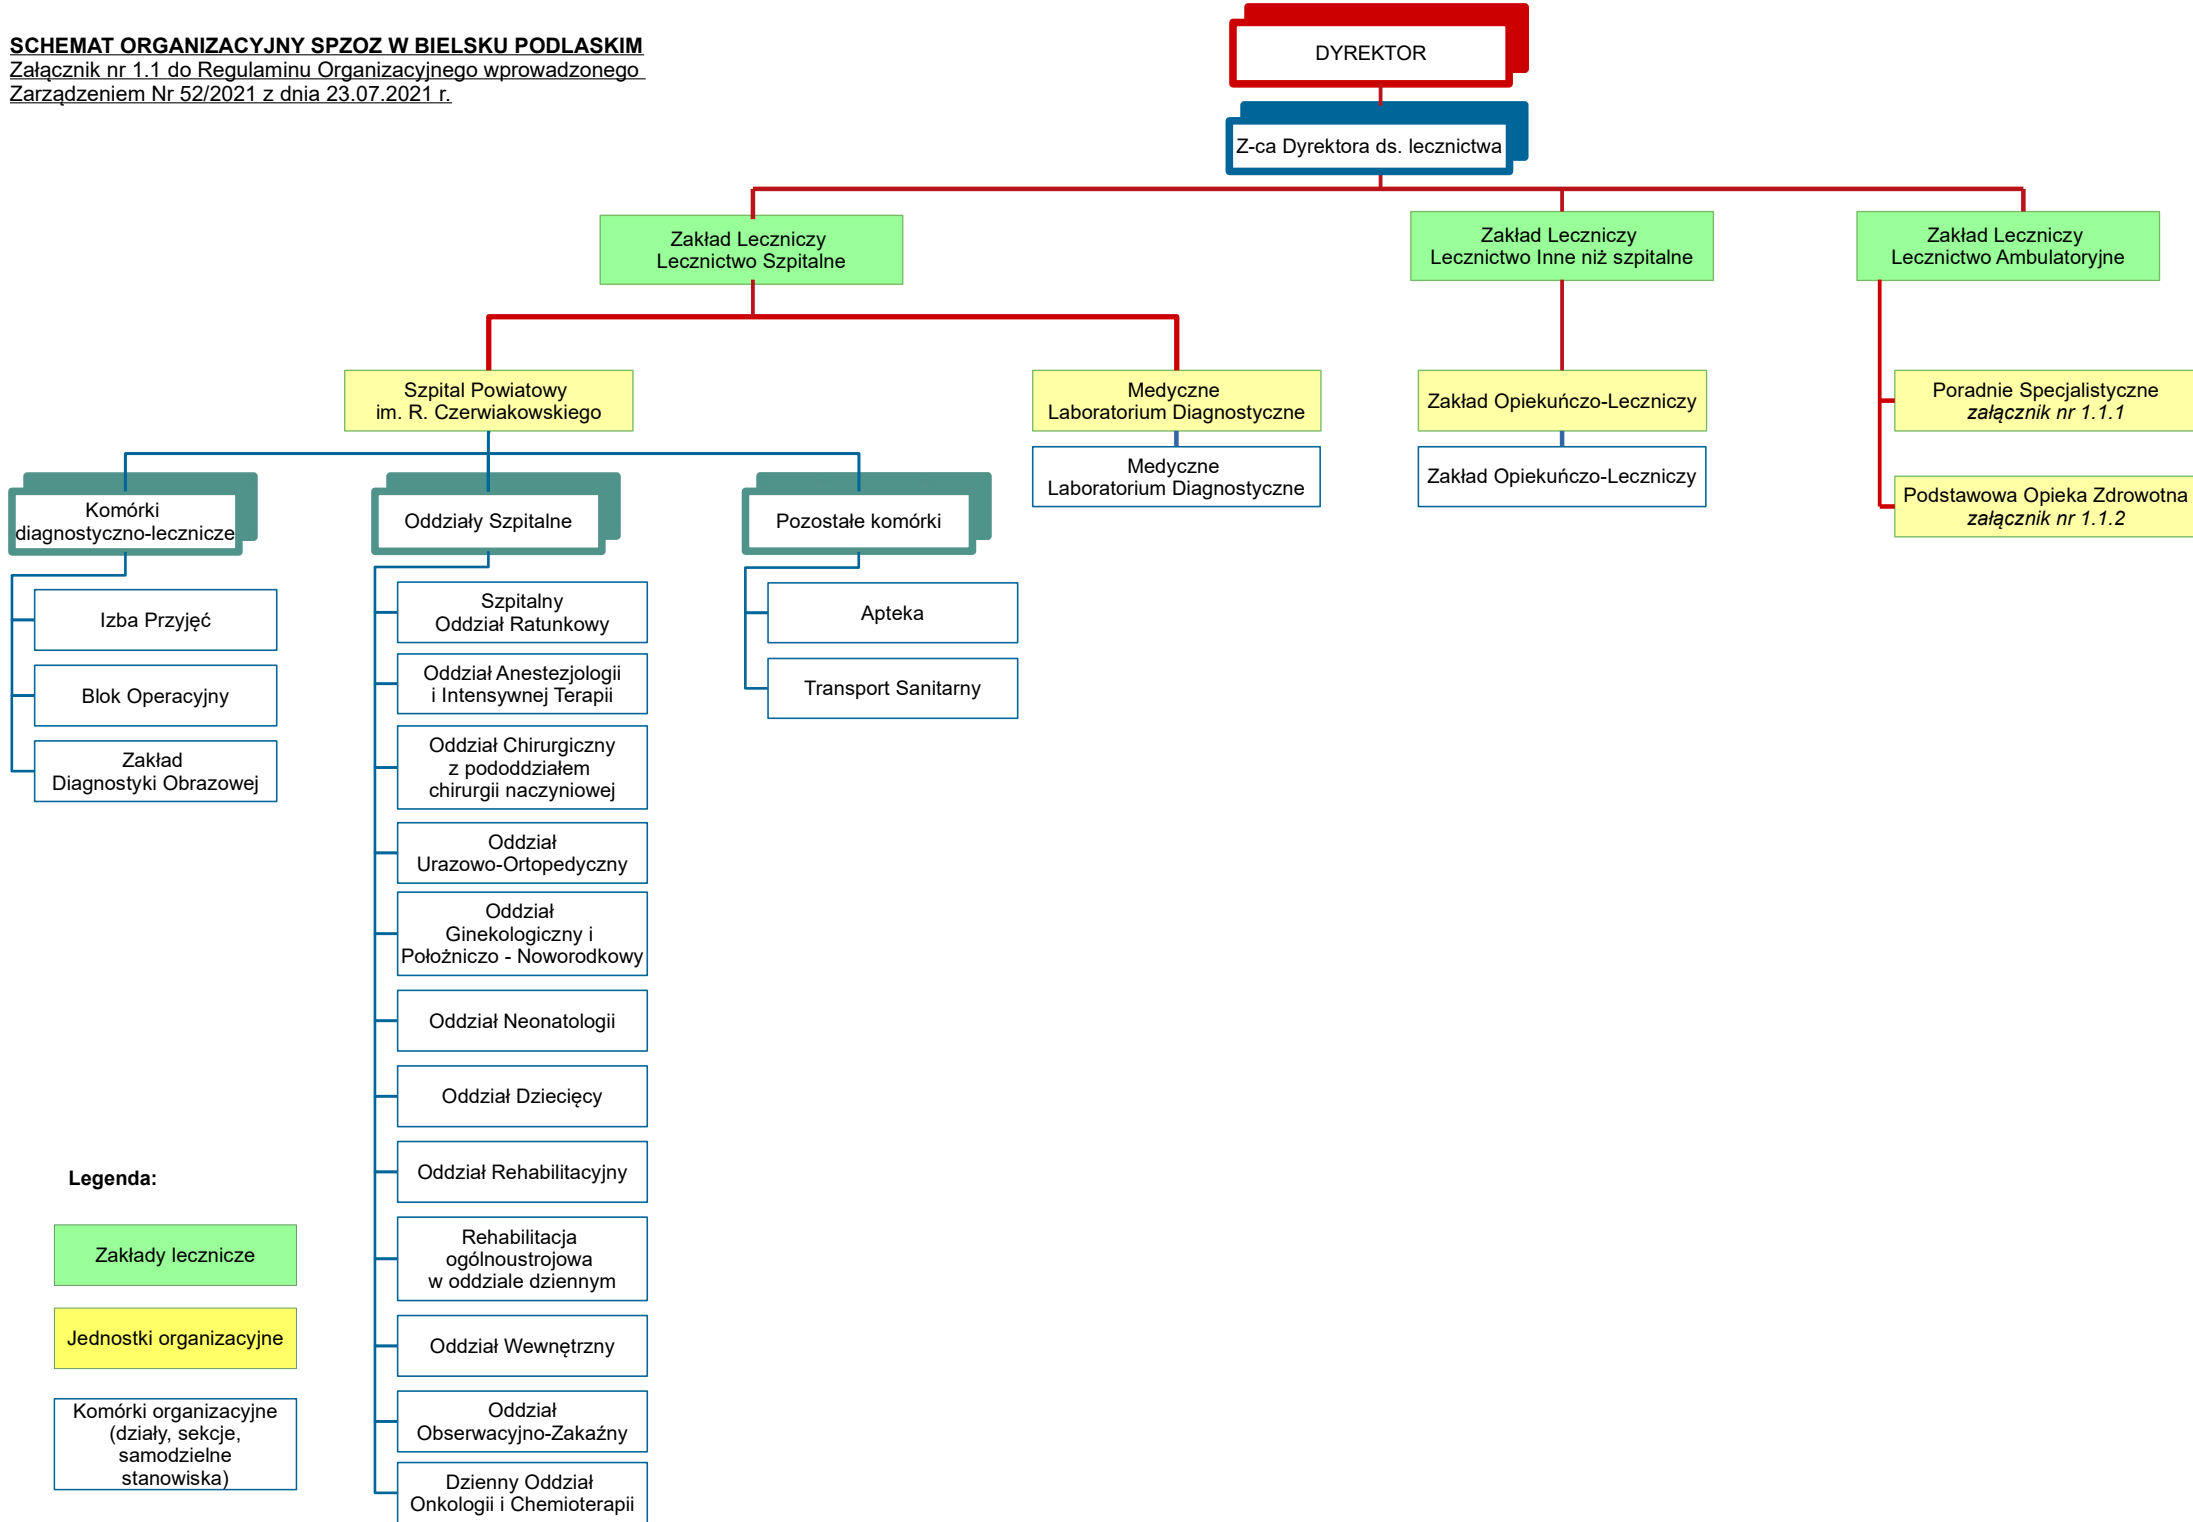 SCHEMAT ORGANIZACYJNY SPZOZ W BIELSKU PODLASKIM
Załącznik nr 1.1 do Regulaminu Organizacyjnego wprowadzonego
Zarządzeniem Nr 52/2021 z dnia 23.07.2021 r.
DYREKTOR
Z-ca Dyrektora ds. lecznictwa
Zakład Leczniczy
Lecznictwo Szpitalne
Zakład Leczniczy
Lecznictwo Inne niż szpitalne
Zakład Leczniczy
Lecznictwo Ambulatoryjne
Szpital Powiatowy
im. R. Czerwiakowskiego
Medyczne
Laboratorium Diagnostyczne
Zakład Opiekuńczo-Leczniczy
Poradnie Specjalistyczne
załącznik nr 1.1.1
Medyczne
Laboratorium Diagnostyczne
Zakład Opiekuńczo-Leczniczy
Podstawowa Opieka Zdrowotna
załącznik nr 1.1.2
Komórki
diagnostyczno-lecznicze
Oddziały Szpitalne
Pozostałe komórki
Izba Przyjęć
Blok Operacyjny
Zakład
Diagnostyki Obrazowej
Szpitalny
Oddział Ratunkowy
Oddział Anestezjologii
i Intensywnej Terapii
Oddział Chirurgiczny
z pododdziałem
chirurgii naczyniowej
Oddział
Urazowo-Ortopedyczny
Oddział
Ginekologiczny i
Położniczo - Noworodkowy
Oddział Neonatologii
Oddział Dziecięcy
Oddział Rehabilitacyjny
Rehabilitacja
ogólnoustrojowa
w oddziale dziennym
Oddział Wewnętrzny
Oddział
Obserwacyjno-Zakaźny
Dzienny Oddział
Onkologii i Chemioterapii
Apteka
Transport Sanitarny
Legenda:
Zakłady lecznicze
Jednostki organizacyjne
Komórki organizacyjne
(działy, sekcje,
samodzielne
stanowiska)